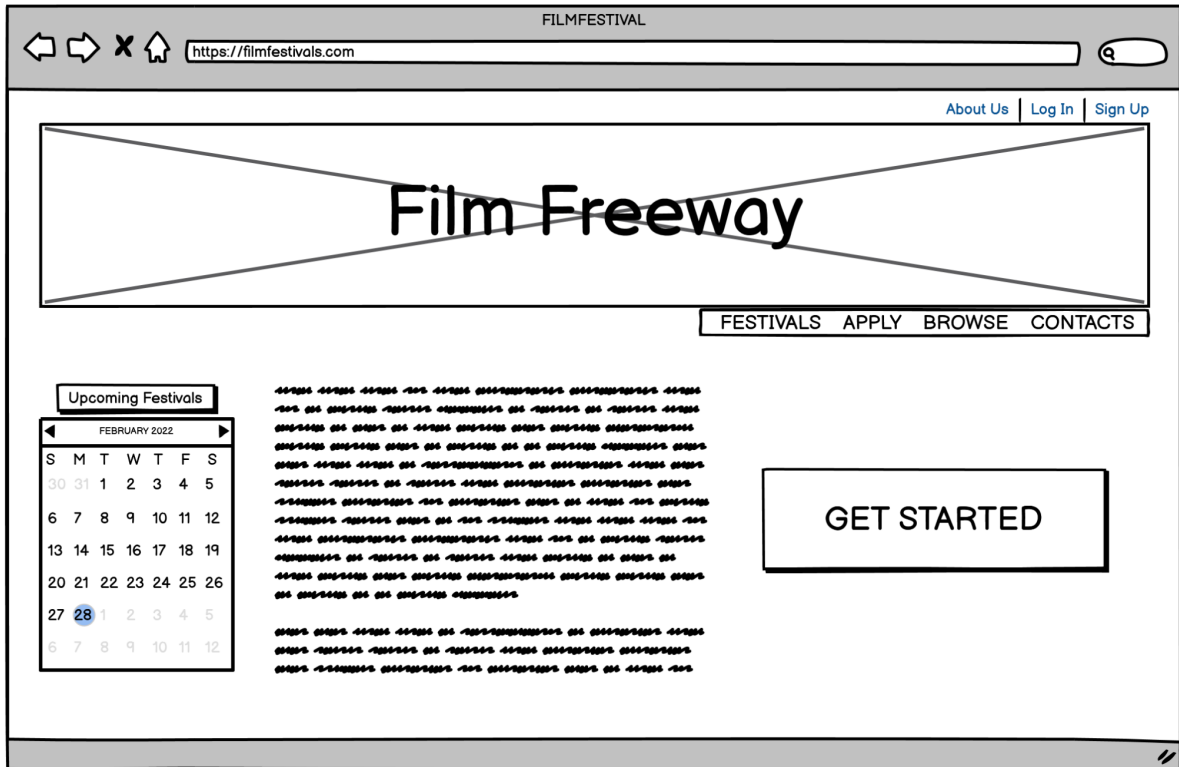 FILMFESTIVAL
https://filmfestivals.com
About Us Log In Sign Up
Film Freeway
FESTIVALS APPLY BROWSE CONTACTS
Upcoming Festivals
FEBRUARY 2022
S M T W T F S
30 31 1 2 3 4 5
6 7 8 9 10 11 12
13 14 15 16 17 18 19
20 21 22 23 24 25 26
27 28 1 2 3 4 5
6 7 8 9 10 11 12
GET STARTED